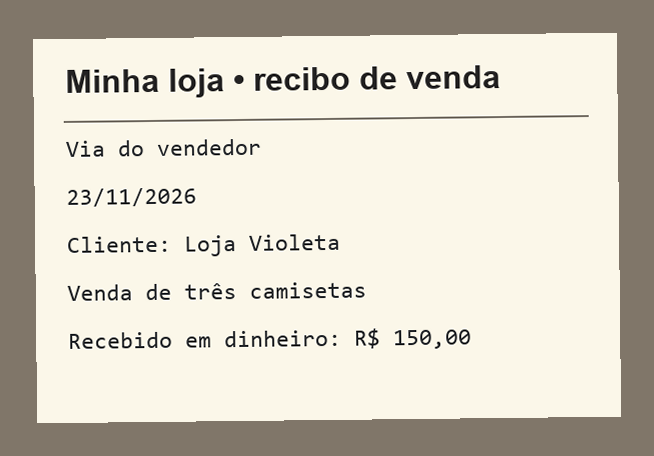 Minha loja • recibo de venda
Via do vendedor
23/11/2026
Cliente: Loja Violeta
Venda de três camisetas
Recebido em dinheiro: R$ 150,00